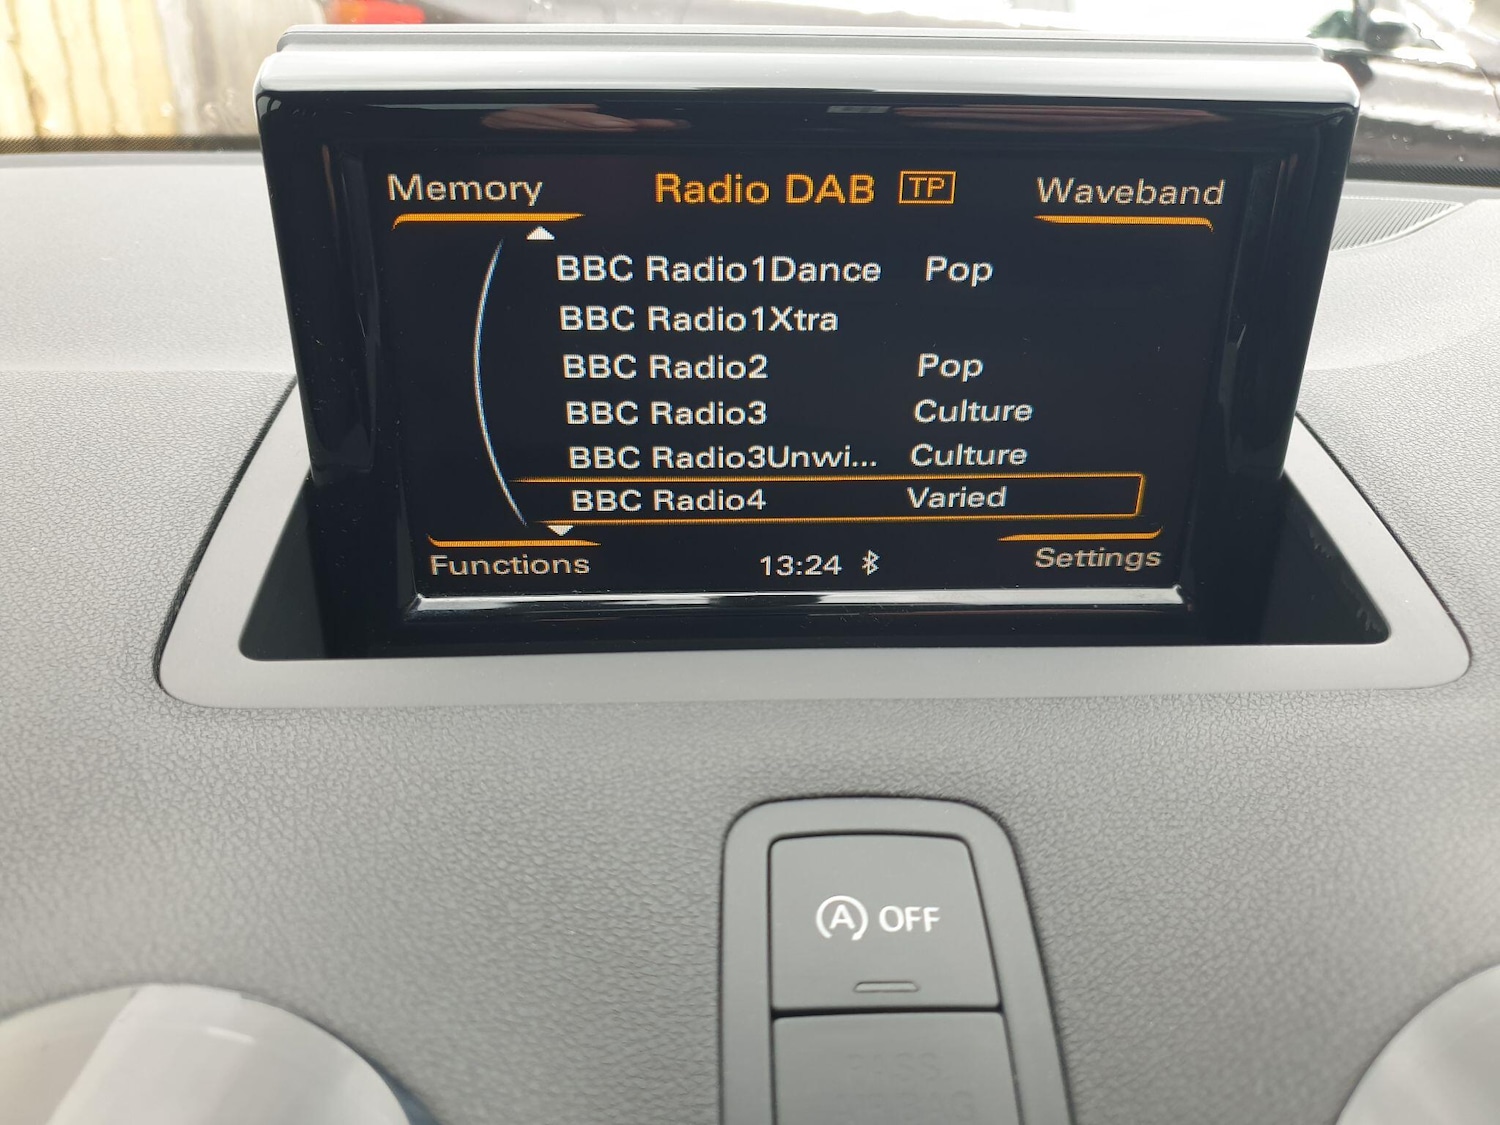 Memory Radio DAB TP Waveband
BBC Radio1Dance Pop
BBC Radio1Xtra
BBC Radio2 Pop
BBC Radio3 Culture
BBC Radio3Unwi... Culture
BBC Radio4 Varied
Functions 13:24 Settings
A OFF